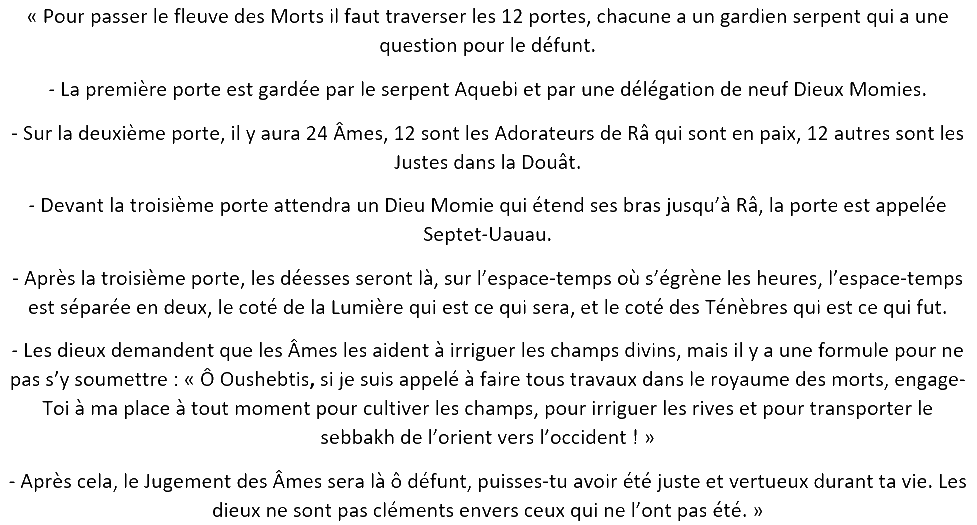 « Pour passer le fleuve des Morts il faut traverser les 12 portes, chacune a un gardien serpent qui a une
question pour le défunt.
- La première porte est gardée par le serpent Aquebi et par une délégation de neuf Dieux Momies.
- Sur la deuxième porte, il y aura 24 Âmes, 12 sont les Adorateurs de Râ qui sont en paix, 12 autres sont les
Justes dans la Douât.
- Devant la troisième porte attendra un Dieu Momie qui étend ses bras jusqu’à Râ, la porte est appelée
Septet-Uauau.
- Après la troisième porte, les déesses seront là, sur l’espace-temps où s’égrène les heures, l’espace-temps
est séparée en deux, le coté de la Lumière qui est ce qui sera, et le coté des Ténèbres qui est ce qui fut.
- Les dieux demandent que les Âmes les aident à irriguer les champs divins, mais il y a une formule pour ne
pas s’y soumettre : « Ô Oushebtis, si je suis appelé à faire tous travaux dans le royaume des morts, engage-
Toi à ma place à tout moment pour cultiver les champs, pour irriguer les rives et pour transporter le
sebbakh de l’orient vers l’occident ! »
- Après cela, le Jugement des Âmes sera là ô défunt, puisses-tu avoir été juste et vertueux durant ta vie. Les
dieux ne sont pas cléments envers ceux qui ne l’ont pas été. »